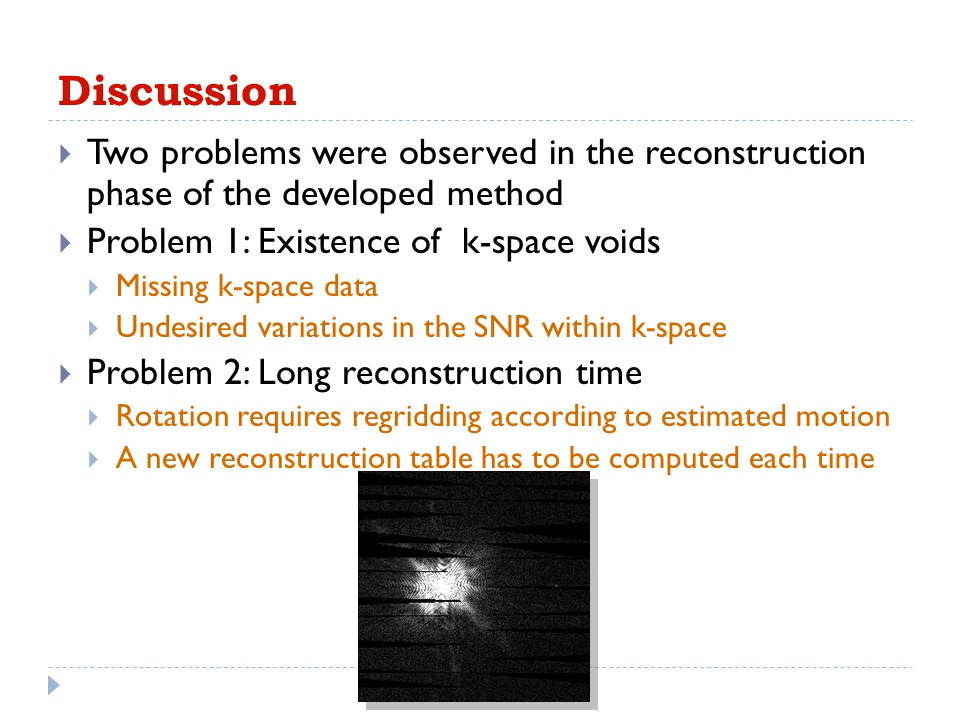 Discussion
Two problems were observed in the reconstruction
phase of the developed method
Problem 1: Existence of  k-space voids
Missing k-space data
Undesired variations in the SNR within k-space
Problem 2: Long reconstruction time
Rotation requires regridding according to estimated motion
A new reconstruction table has to be computed each time